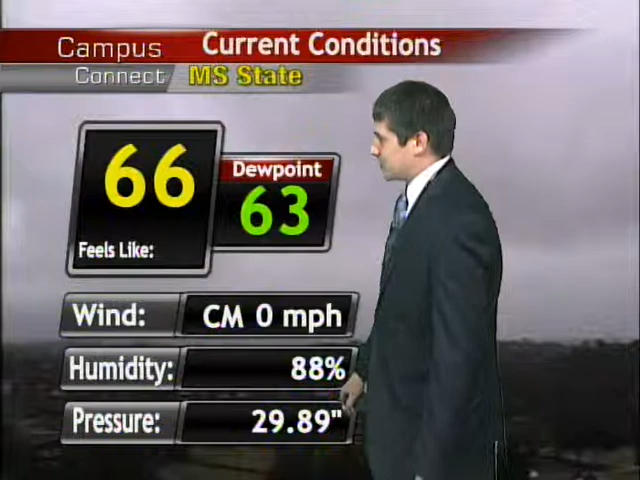 Campus Current Conditions
Connect MS State
66
Feels Like:
Dewpoint
63
Wind: CM 0 mph
Humidity: 88%
Pressure: 29.89"